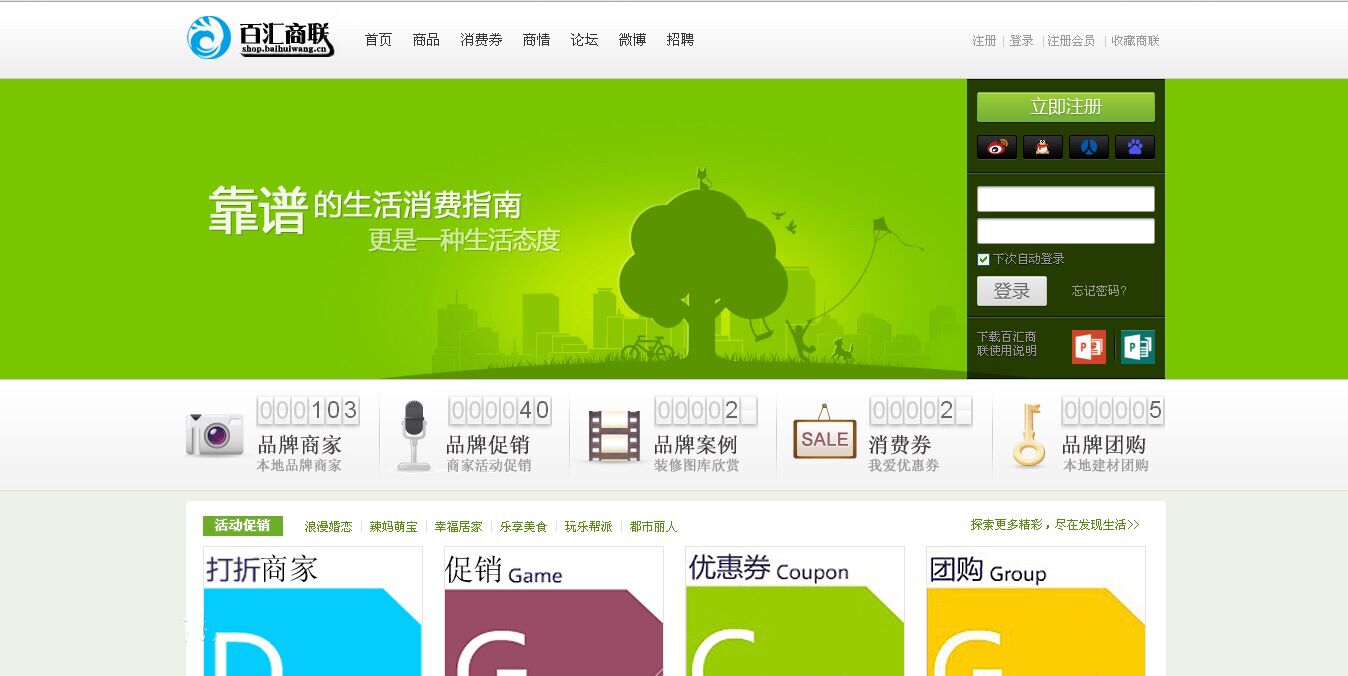 百汇商联
shop.baihuiwang.cn
首页 商品 消费券 商情 论坛 微博 招聘
注册 | 登录 | 注册会员 | 收藏商联
立即注册
靠谱的生活消费指南
更是一种生活态度
下次自动登录
登录 忘记密码?
下载百汇商
联使用说明
000103
品牌商家
本地品牌商家
000040
品牌促销
商家活动促销
00002
品牌案例
装修图库欣赏
SALE
00002
消费券
我爱优惠券
000005
品牌团购
本地建材团购
活动促销 浪漫婚恋 | 辣妈萌宝 | 幸福居家 | 乐享美食 | 玩乐帮派 | 都市丽人
探索更多精彩，尽在发现生活>>
打折商家
D
促销 Game
G
优惠券 Coupon
C
团购 Group
G